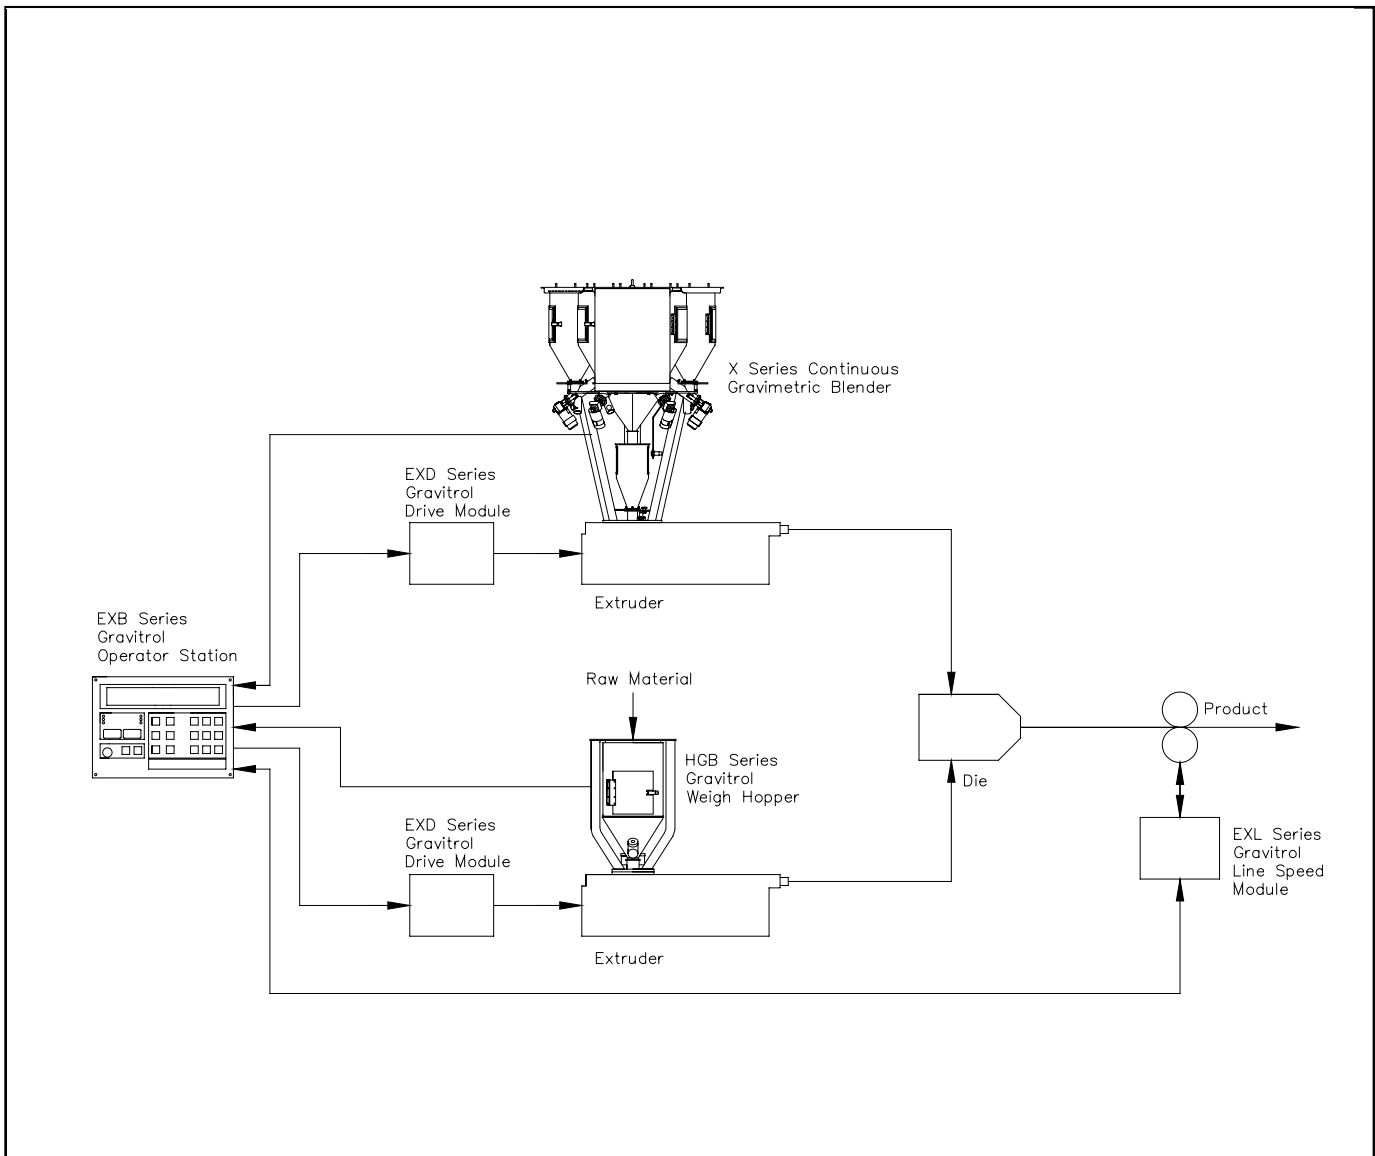 X Series Continuous
Gravimetric Blender
EXD Series
Gravitrol
Drive Module
Extruder
EXB Series
Gravitrol
Operator Station
Raw Material
Product
HGB Series
Gravitrol
Weigh Hopper
Die
EXD Series
Gravitrol
Drive Module
EXL Series
Gravitrol
Line Speed
Module
Extruder